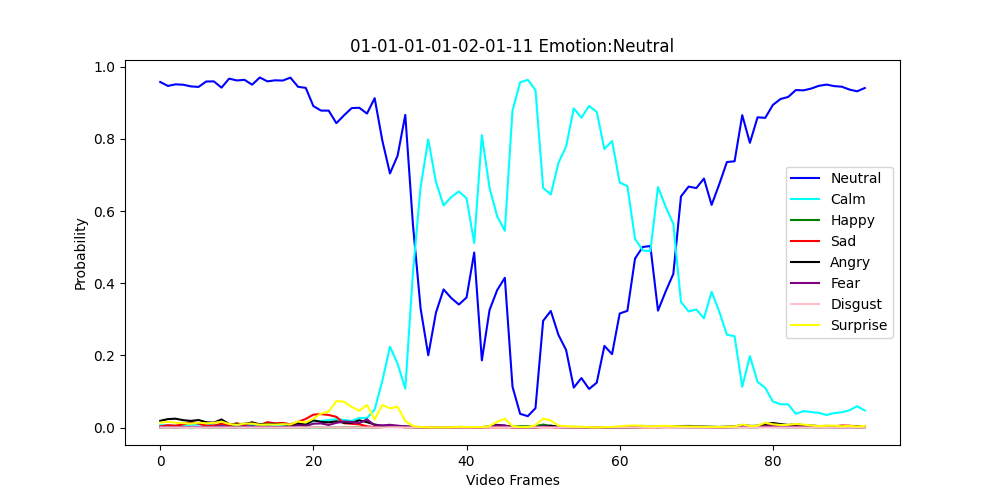 01-01-01-01-02-01-11 Emotion:Neutral
1.0
0.8
0.6
0.4
0.2
0.0
Probability
0
20
40
60
80
Video Frames
Neutral
Calm
Happy
Sad
Angry
Fear
Disgust
Surprise